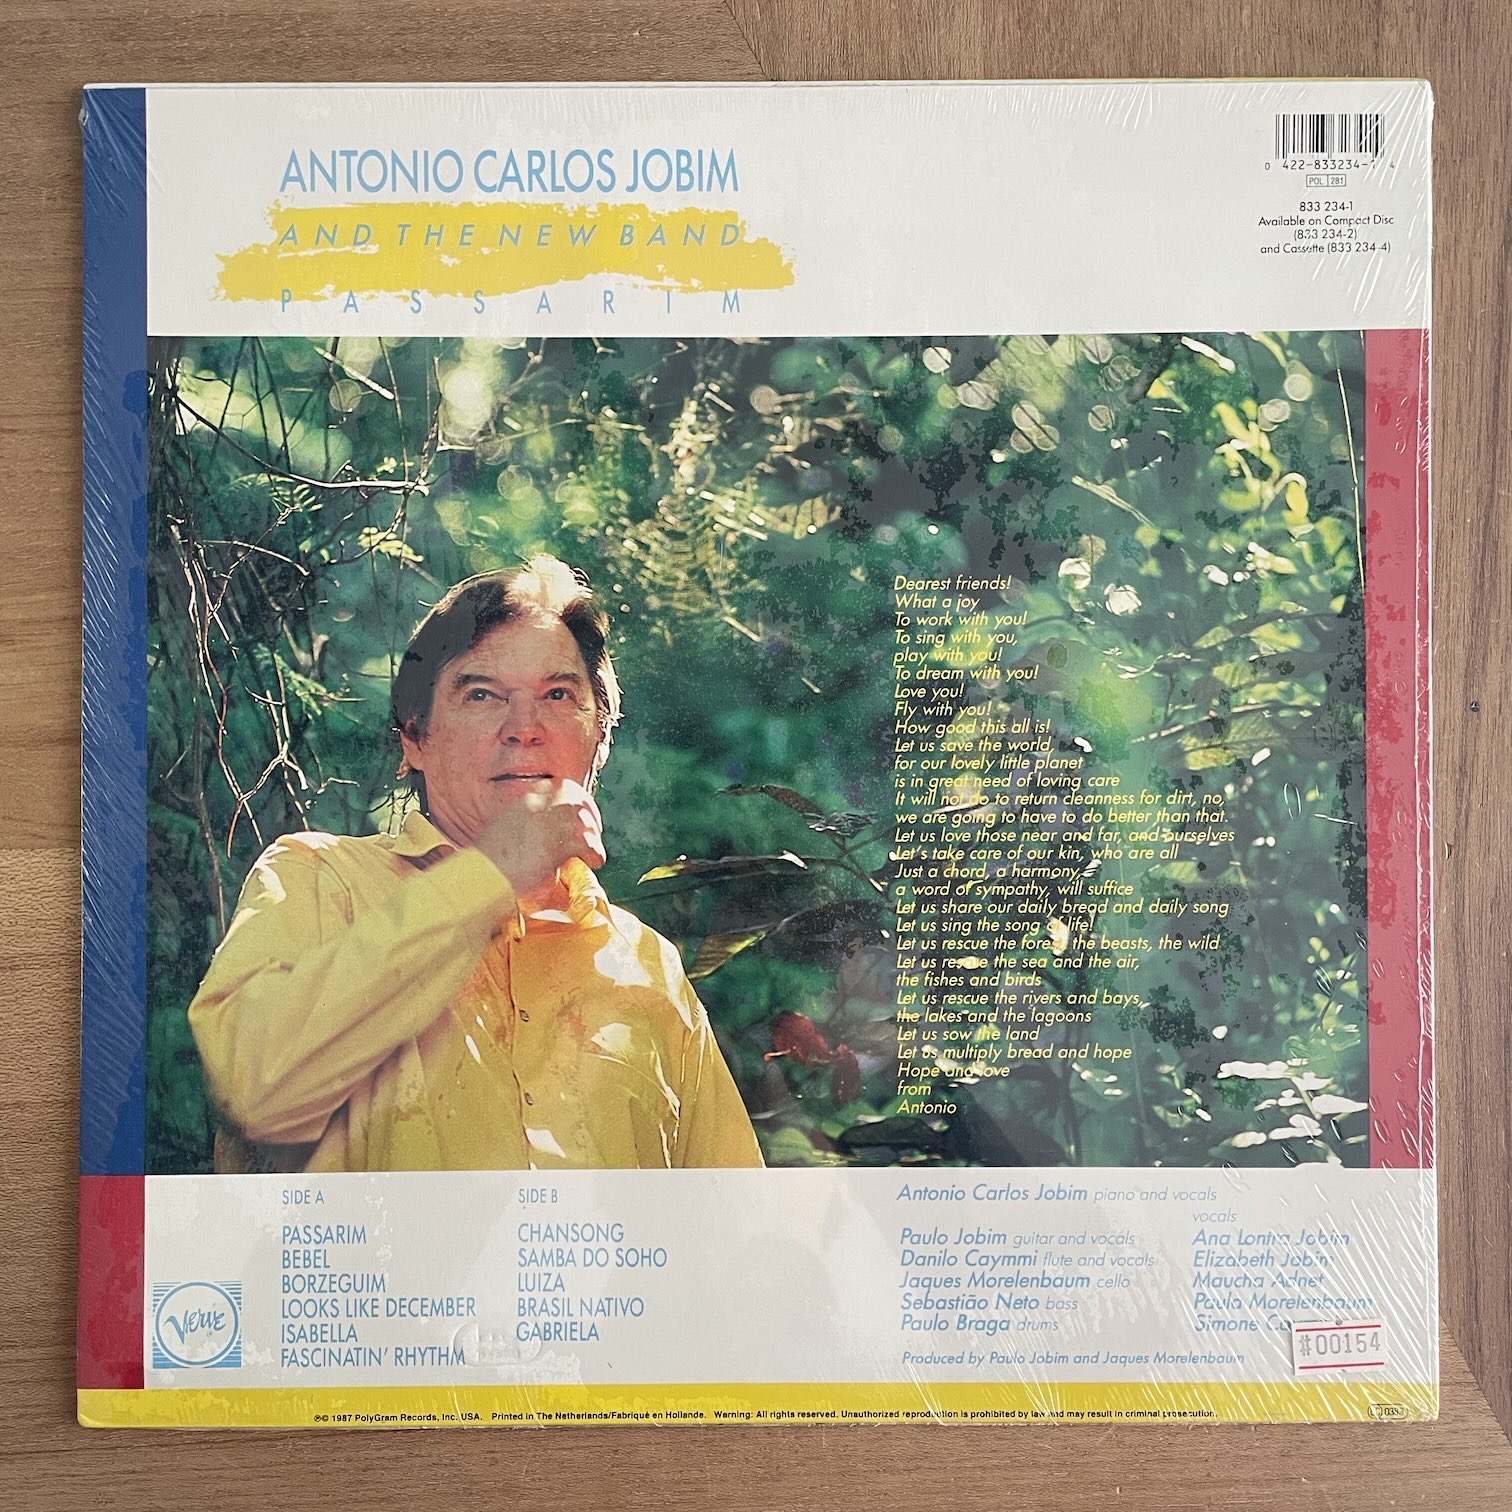 ANTONIO CARLOS JOBIM
AND THE NEW BAND
PASSARIM
0 422-833234-1 4
POL 281
833 234-1
Available on Compact Disc
(833 234-2)
and Cassette (833 234-4)
Dearest friends!
What a joy
To work with you!
To sing with you,
play with you!
To dream with you!
Love you!
Fly with you!
How good this all is!
Let us save the world,
for our lovely little planet
is in great need of loving care
It will not do to return cleanness for dirt, no,
we are going to have to do better than that.
Let us love those near and far, and ourselves
Let's take care of our kin, who are all
Just a chord, a harmony,
a word of sympathy, will suffice
Let us share our daily bread and daily song
Let us sing the song of life!
Let us rescue the forest, the beasts, the wild
Let us rescue the sea and the air,
the fishes and birds
Let us rescue the rivers and bays,
the lakes and the lagoons
Let us sow the land
Let us multiply bread and hope
Hope and love
from
Antonio
SIDE A
PASSARIM
BEBEL
BORZEGUIM
LOOKS LIKE DECEMBER
ISABELLA
FASCINATIN' RHYTHM
SIDE B
CHANSONG
SAMBA DO SOHO
LUIZA
BRASIL NATIVO
GABRIELA
Antonio Carlos Jobim piano and vocals
Paulo Jobim guitar and vocals
Danilo Caymmi flute and vocals
Jaques Morelenbaum cello
Sebastião Neto bass
Paulo Braga drums
vocals
Ana Lontra Jobim
Elizabeth Jobim
Maucha Adnet
Paula Morelenbaum
Simone
Produced by Paulo Jobim and Jaques Morelenbaum
#00154
Verve
℗© 1987 PolyGram Records, Inc. USA. Printed in The Netherlands/Fabriqué en Hollande. Warning: All rights reserved. Unauthorized reproduction is prohibited by law and may result in criminal prosecution.